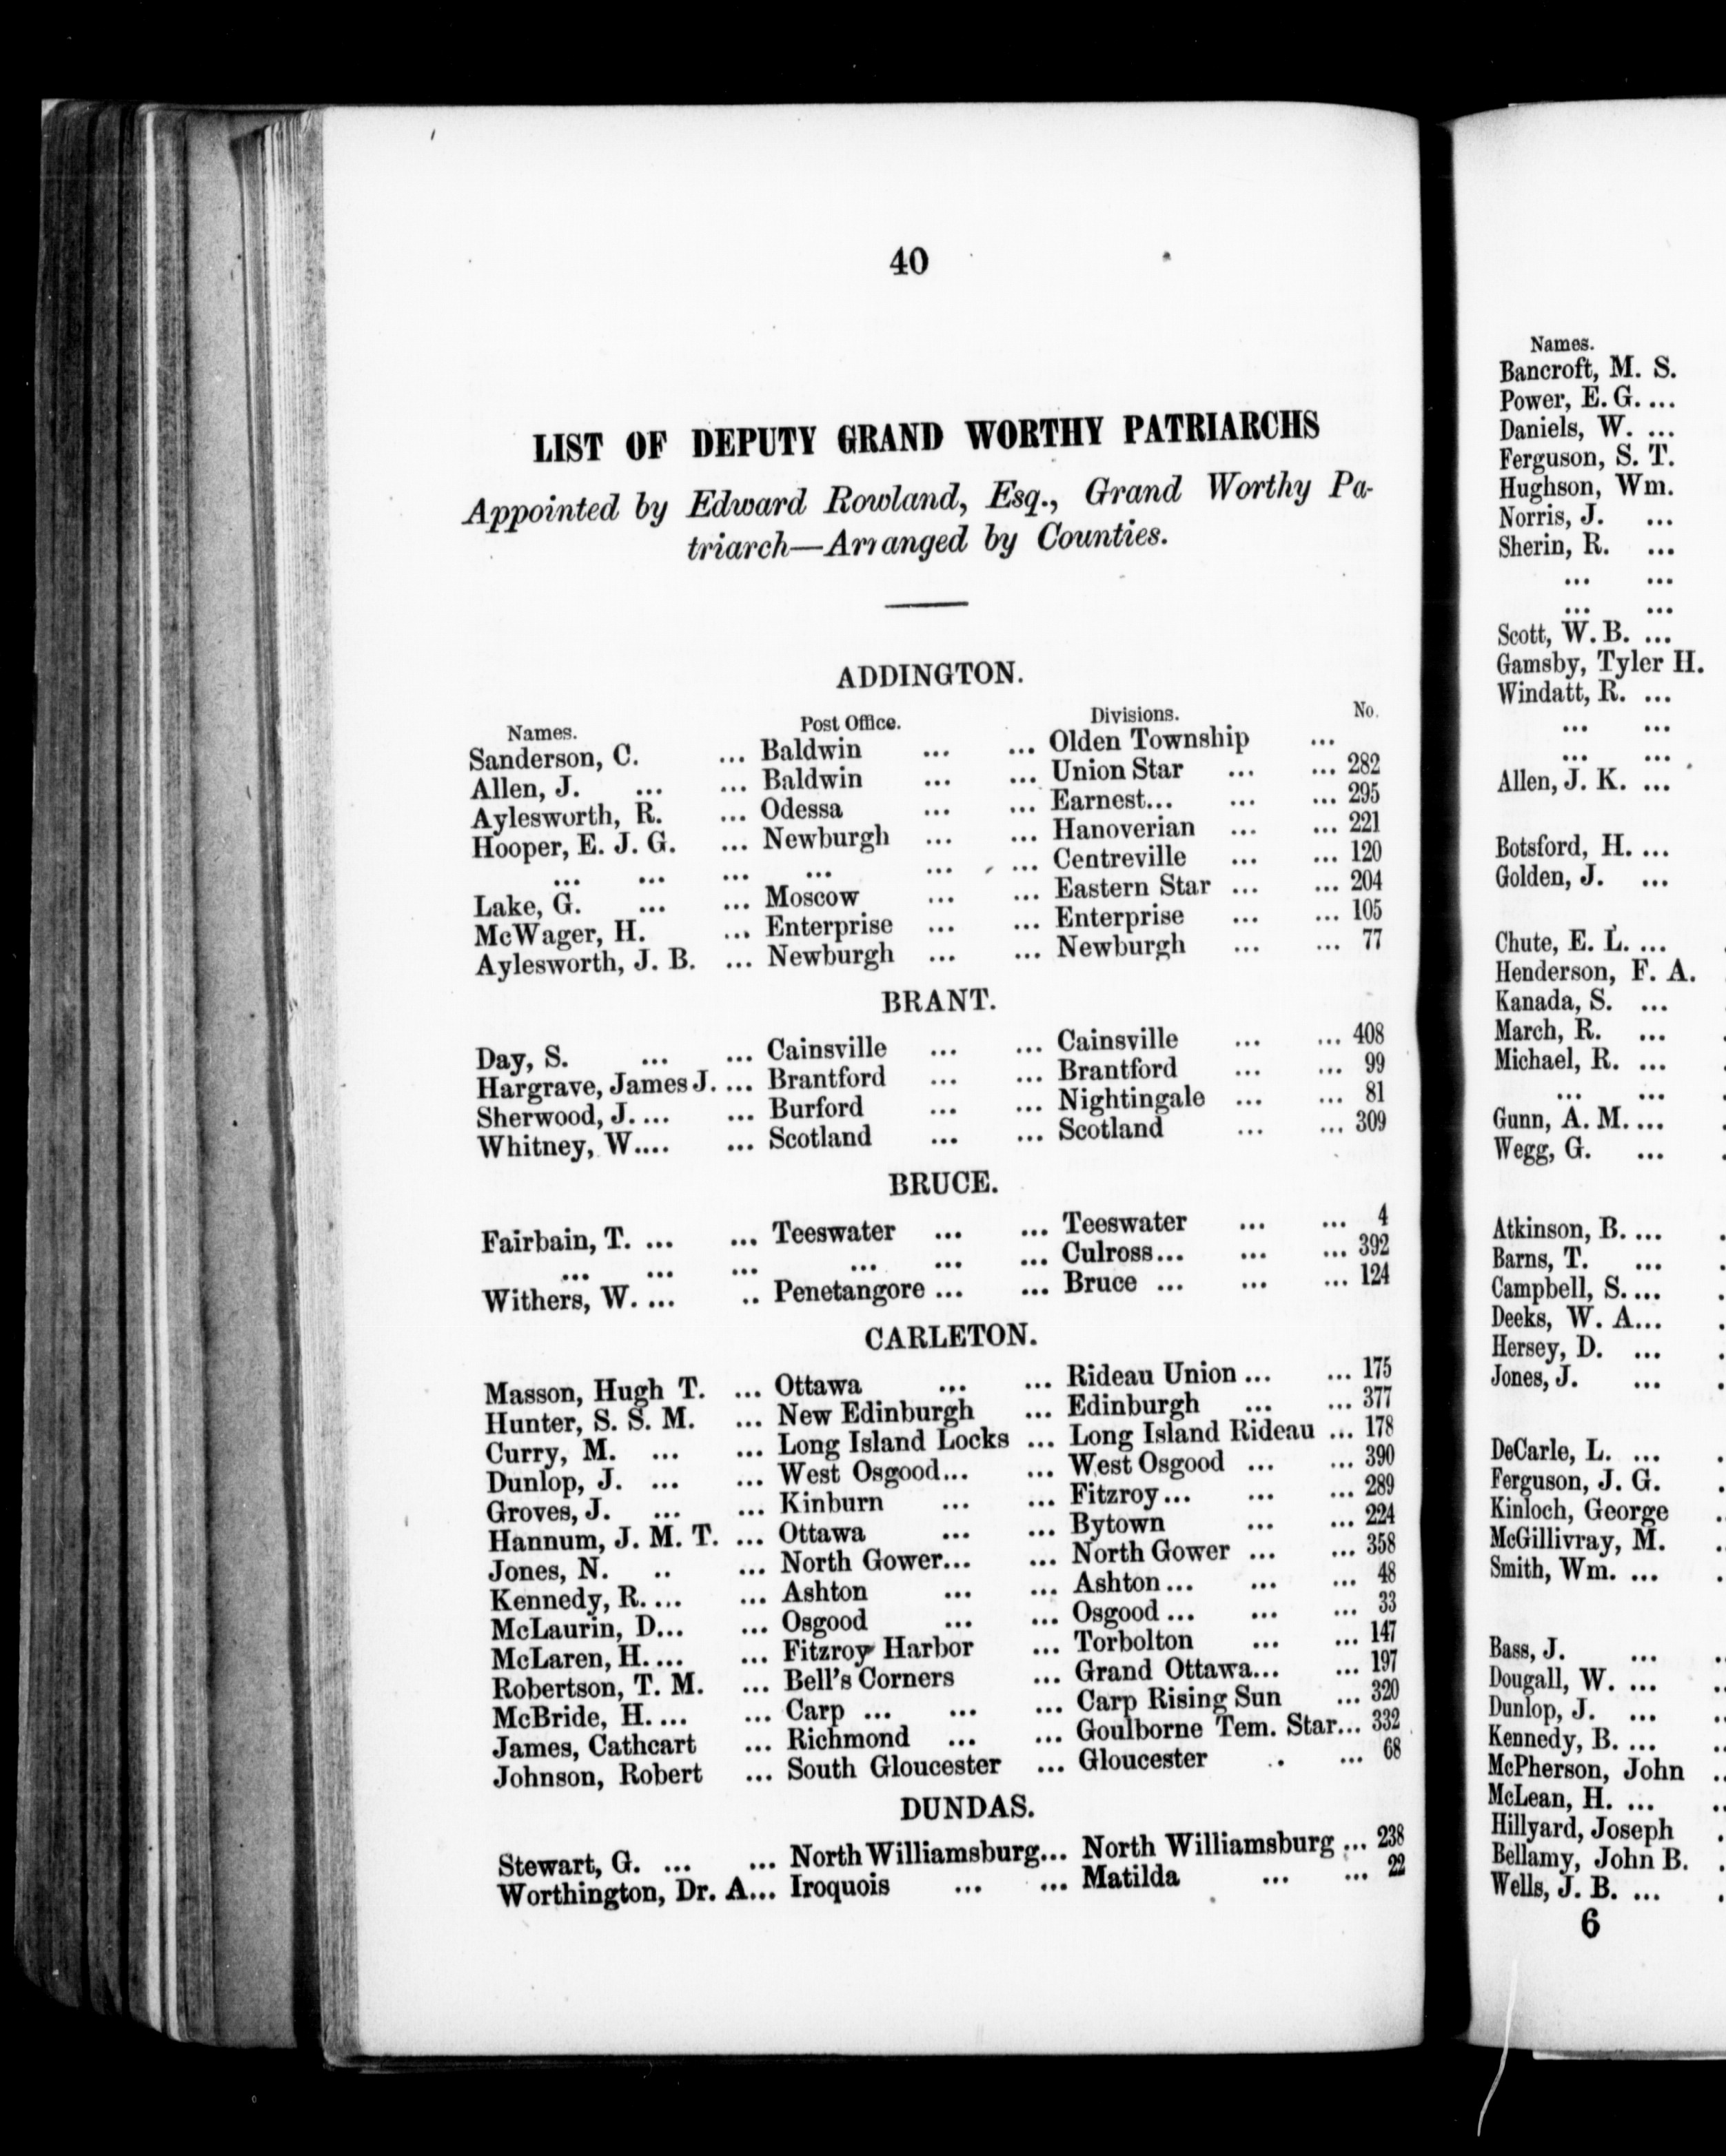 40
LIST OF DEPUTY GRAND WORTHY PATRIARCHS
Appointed by Edward Rowland, Esq., Grand Worthy Pa-
triarch—Arranged by Counties.
ADDINGTON.
Names. Post Office. Divisions. No.
Sanderson, C. ... Baldwin ... ... Olden Township ...
Allen, J. ... ... Baldwin ... ... Union Star ... ... 282
Aylesworth, R. ... Odessa ... ... Earnest... ... ... 295
Hooper, E. J. G. ... Newburgh ... ... Hanoverian ... ... 221
... ... ... ... ... ... Centreville ... ... 120
Lake, G. ... ... Moscow ... ... Eastern Star ... ... 204
McWager, H. ... Enterprise ... ... Enterprise ... ... 105
Aylesworth, J. B. ... Newburgh ... ... Newburgh ... ... 77
BRANT.
Day, S. ... ... Cainsville ... ... Cainsville ... ... 408
Hargrave, James J. ... Brantford ... ... Brantford ... ... 99
Sherwood, J. ... ... Burford ... ... Nightingale ... ... 81
Whitney, W.... ... Scotland ... ... Scotland ... ... 309
BRUCE.
Fairbain, T. ... ... Teeswater ... ... Teeswater ... ... 4
... ... ... ... ... ... Culross... ... ... 392
Withers, W. ... .. Penetangore ... ... Bruce ... ... ... 124
CARLETON.
Masson, Hugh T. ... Ottawa ... ... Rideau Union ... ... 175
Hunter, S. S. M. ... New Edinburgh ... Edinburgh ... ... 377
Curry, M. ... ... Long Island Locks ... Long Island Rideau ... 178
Dunlop, J. ... ... West Osgood... ... West Osgood ... ... 390
Groves, J. ... ... Kinburn ... ... Fitzroy... ... ... 289
Hannum, J. M. T. ... Ottawa ... ... Bytown ... ... 224
Jones, N. .. ... North Gower... ... North Gower ... ... 358
Kennedy, R. ... ... Ashton ... ... Ashton ... ... ... 48
McLaurin, D... ... Osgood ... ... Osgood ... ... ... 33
McLaren, H. ... ... Fitzroy Harbor ... Torbolton ... ... 147
Robertson, T. M. ... Bell's Corners ... Grand Ottawa... ... 197
McBride, H. ... ... Carp ... ... ... Carp Rising Sun ... 320
James, Cathcart ... Richmond ... ... Goulborne Tem. Star... 332
Johnson, Robert ... South Gloucester ... Gloucester . ... 68
DUNDAS.
Stewart, G. ... ... North Williamsburg... North Williamsburg ... 238
Worthington, Dr. A... Iroquois ... ... Matilda ... ... 22
Names.
Bancroft, M. S.
Power, E. G. ...
Daniels, W. ...
Ferguson, S. T.
Hughson, Wm.
Norris, J. ...
Sherin, R. ...
... ...
... ...
Scott, W. B. ...
Gamsby, Tyler H.
Windatt, R. ...
... ...
... ...
Allen, J. K. ...
Botsford, H. ...
Golden, J. ...
Chute, E. L. ...
Henderson, F. A.
Kanada, S. ...
March, R. ...
Michael, R. ...
... ...
Gunn, A. M. ...
Wegg, G. ...
Atkinson, B. ...
Barns, T. ...
Campbell, S. ...
Deeks, W. A...
Hersey, D. ...
Jones, J. ...
DeCarle, L. ...
Ferguson, J. G.
Kinloch, George
McGillivray, M.
Smith, Wm. ...
Bass, J. ...
Dougall, W. ...
Dunlop, J. ...
Kennedy, B. ...
McPherson, John
McLean, H. ...
Hillyard, Joseph
Bellamy, John B.
Wells, J. B. ...
6